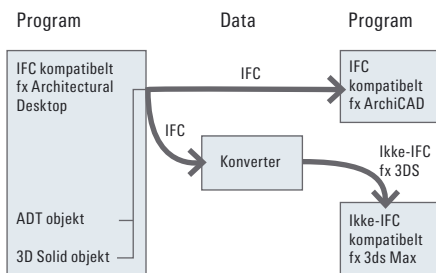 Program
Data
Program
IFC kompatibelt
fx Architectural
Desktop
ADT objekt
3D Solid objekt
IFC
IFC
Konverter
Ikke-IFC
fx 3DS
IFC
kompatibelt
fx ArchiCAD
Ikke-IFC
kompatibelt
fx 3ds Max